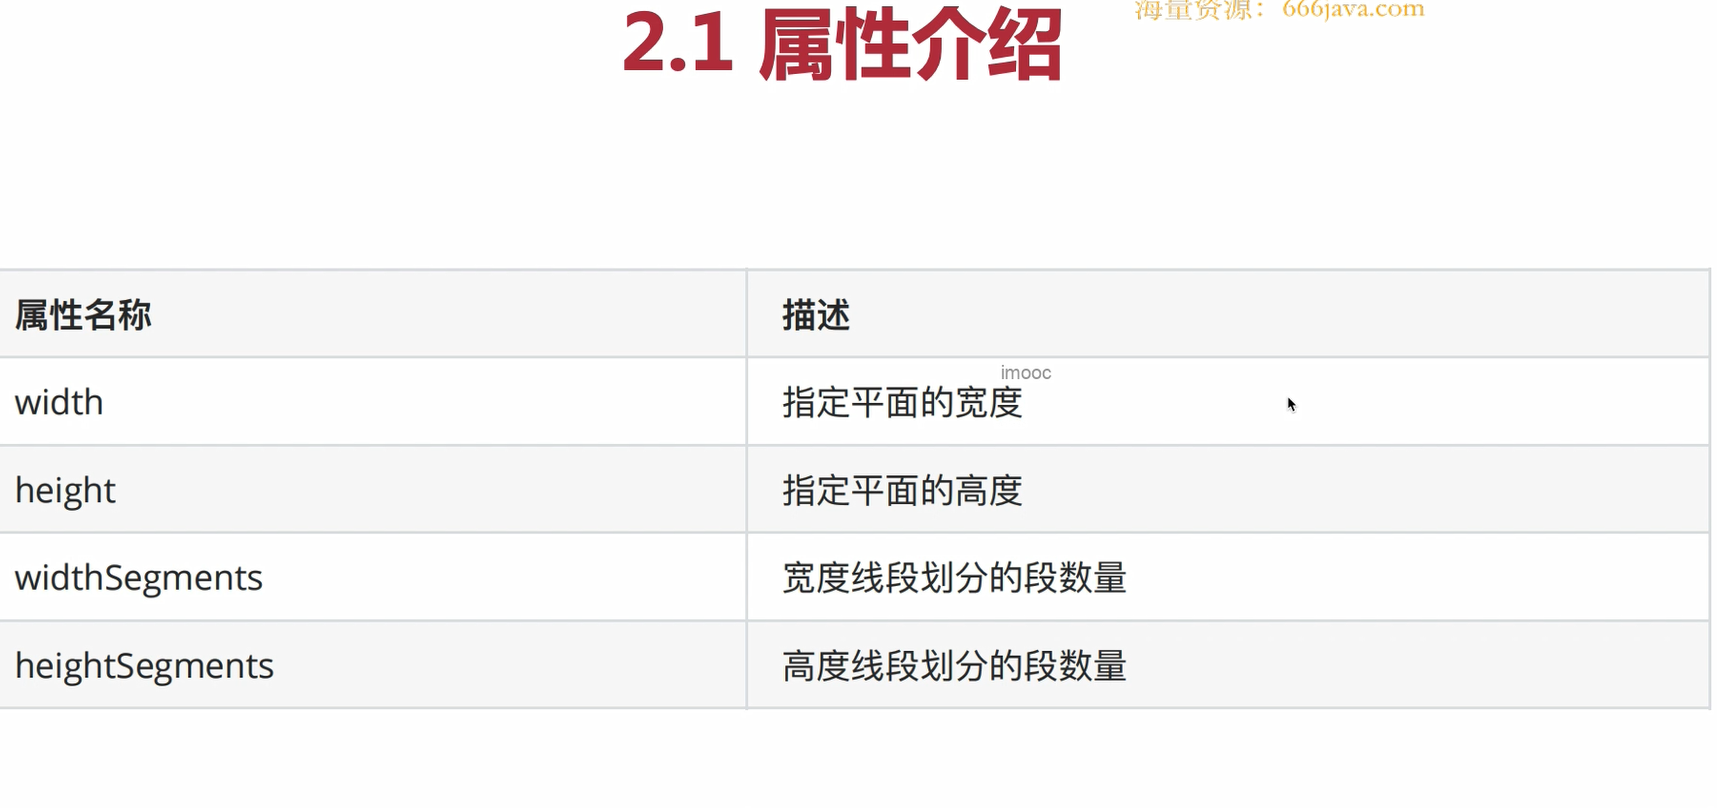 海量资源：666java.com
2.1 属性介绍
属性名称 描述
imooc
width 指定平面的宽度
height 指定平面的高度
widthSegments 宽度线段划分的段数量
heightSegments 高度线段划分的段数量